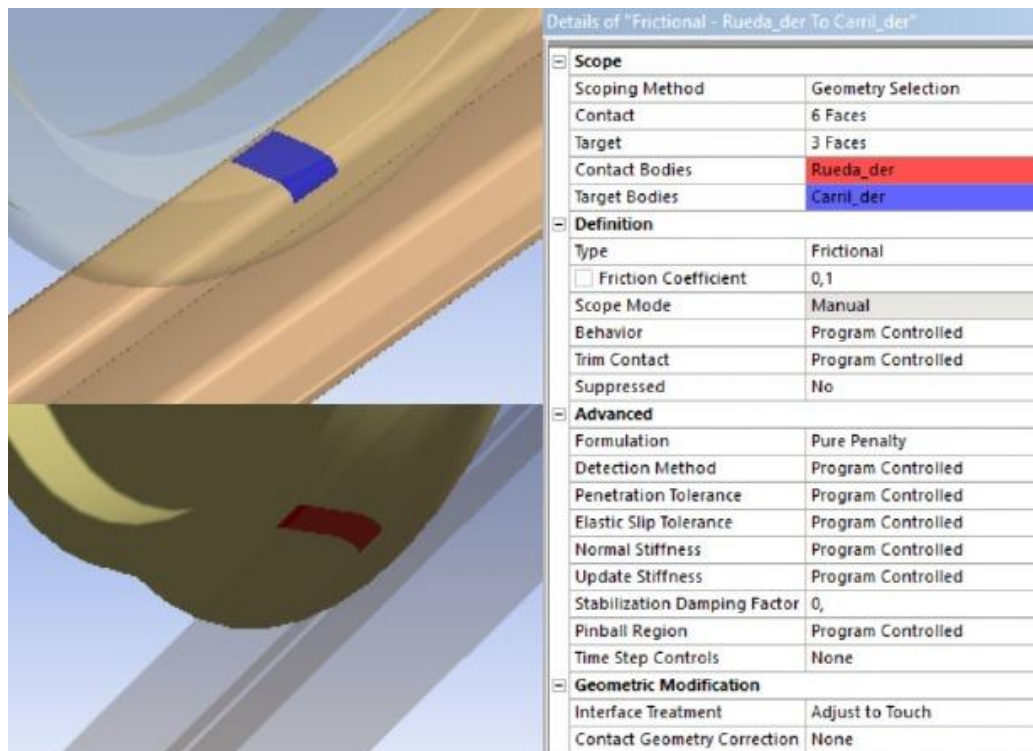 Details of "Frictional - Rueda_der To Carril_der"
Scope
Scoping Method Geometry Selection
Contact 6 Faces
Target 3 Faces
Contact Bodies Rueda_der
Target Bodies Carril_der
Definition
Type Frictional
Friction Coefficient 0,1
Scope Mode Manual
Behavior Program Controlled
Trim Contact Program Controlled
Suppressed No
Advanced
Formulation Pure Penalty
Detection Method Program Controlled
Penetration Tolerance Program Controlled
Elastic Slip Tolerance Program Controlled
Normal Stiffness Program Controlled
Update Stiffness Program Controlled
Stabilization Damping Factor 0,
Pinball Region Program Controlled
Time Step Controls None
Geometric Modification
Interface Treatment Adjust to Touch
Contact Geometry Correction None